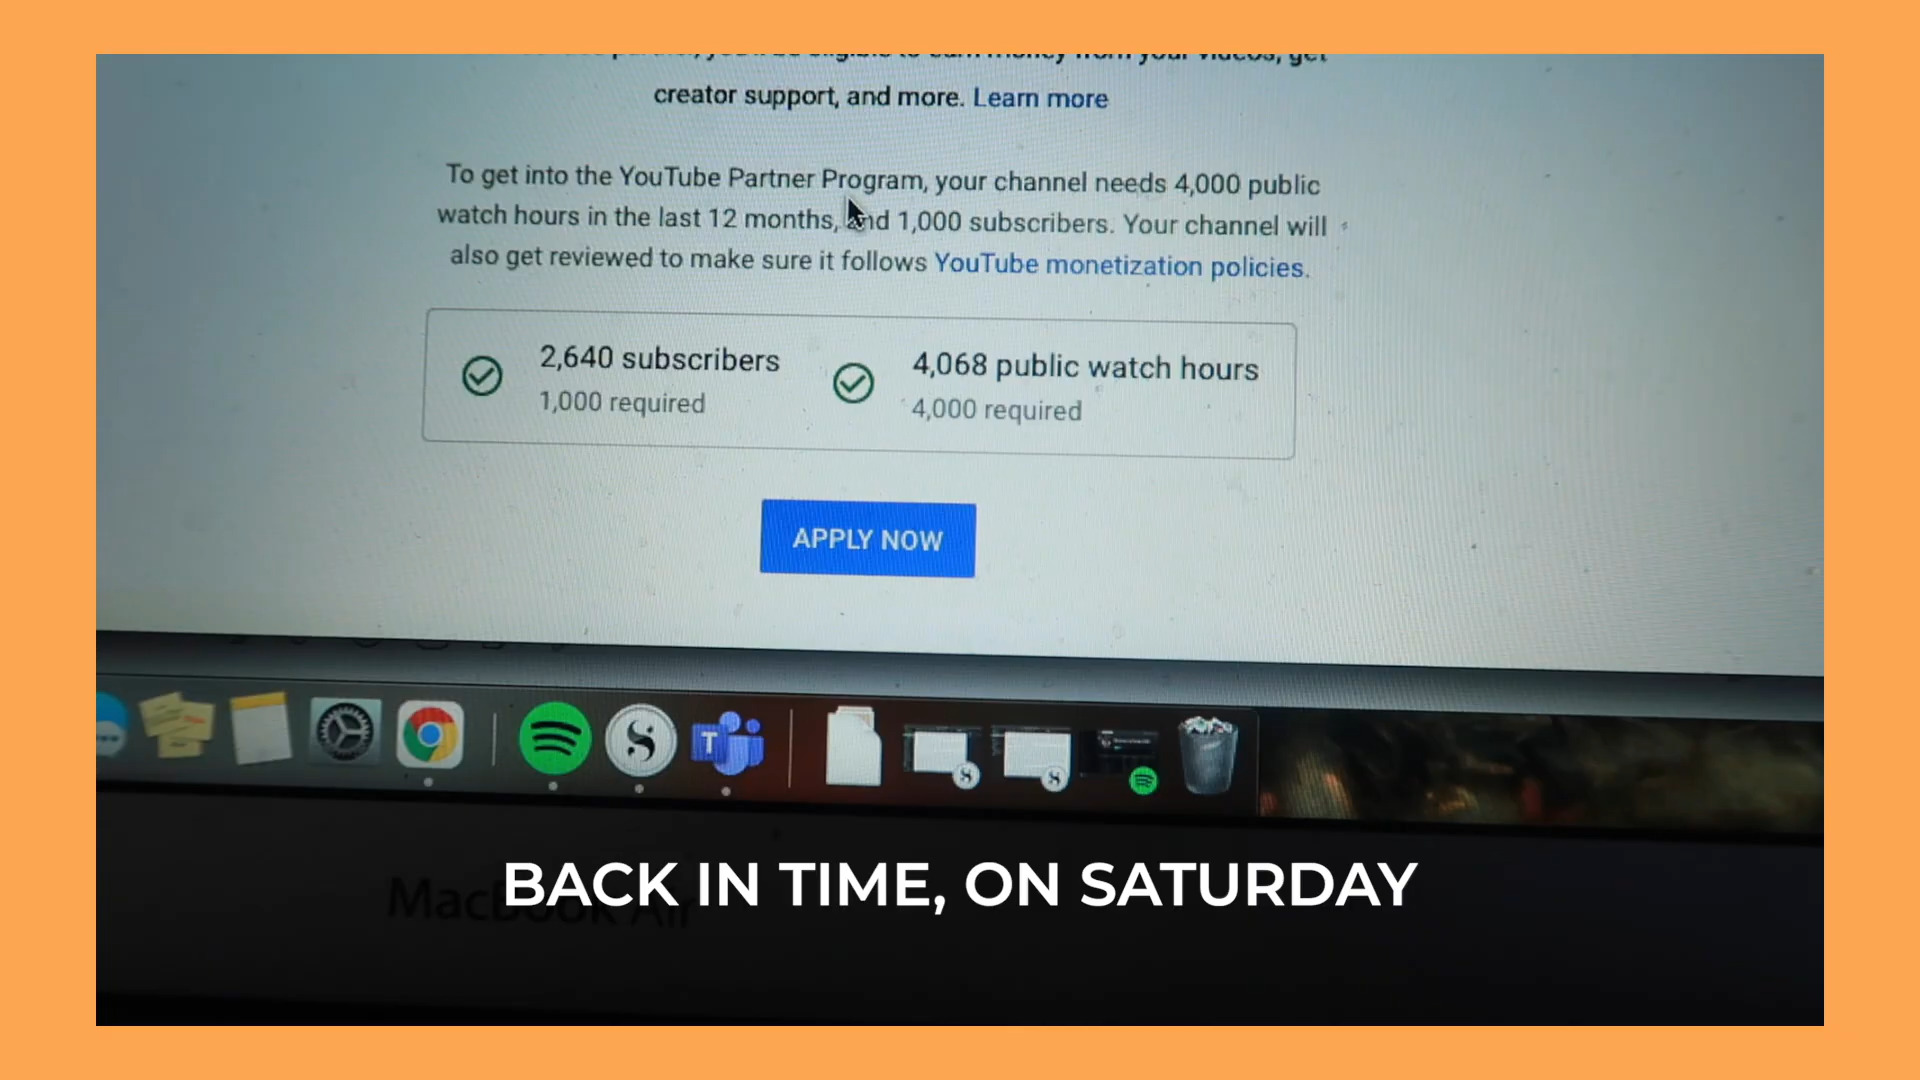 creator support, and more. Learn more
To get into the YouTube Partner Program, your channel needs 4,000 public
watch hours in the last 12 months, and 1,000 subscribers. Your channel will
also get reviewed to make sure it follows YouTube monetization policies.
2,640 subscribers
1,000 required
4,068 public watch hours
4,000 required
APPLY NOW
T
MacBook Air
BACK IN TIME, ON SATURDAY